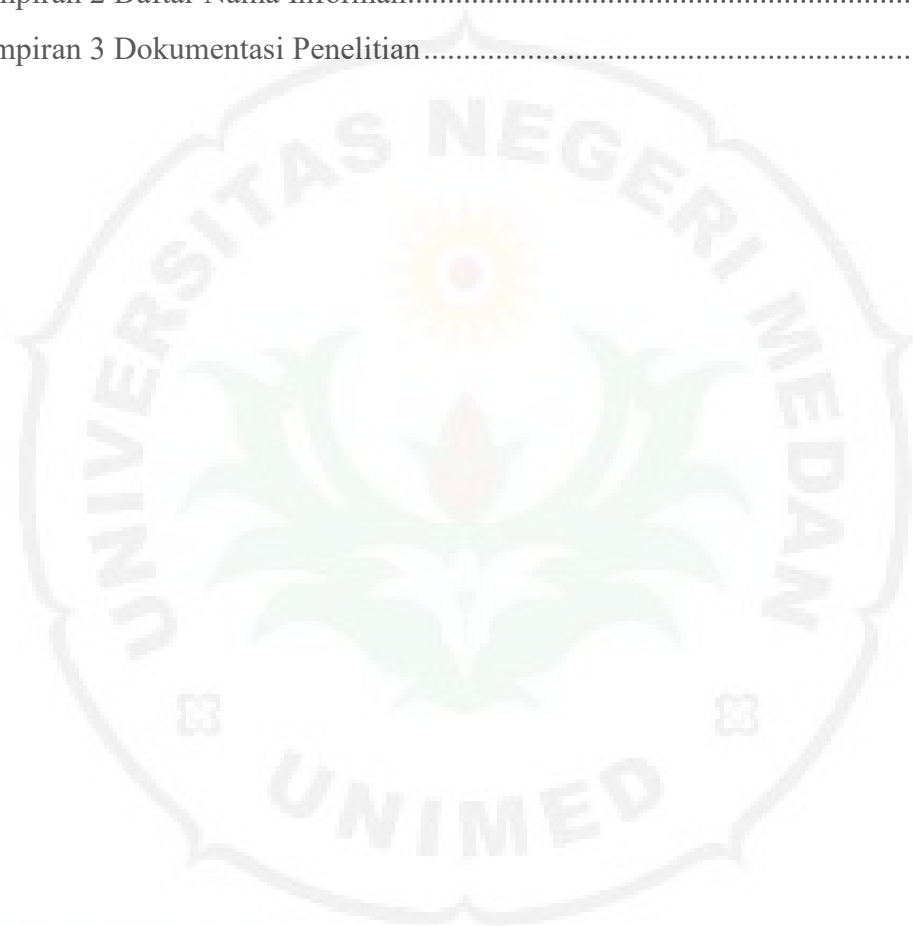 mpiran 2 Daftar Nama Informan....................................................................
mpiran 3 Dokumentasi Penelitian..............................................................
UNIVERSITAS NEGERI MEDAN
UNIMED